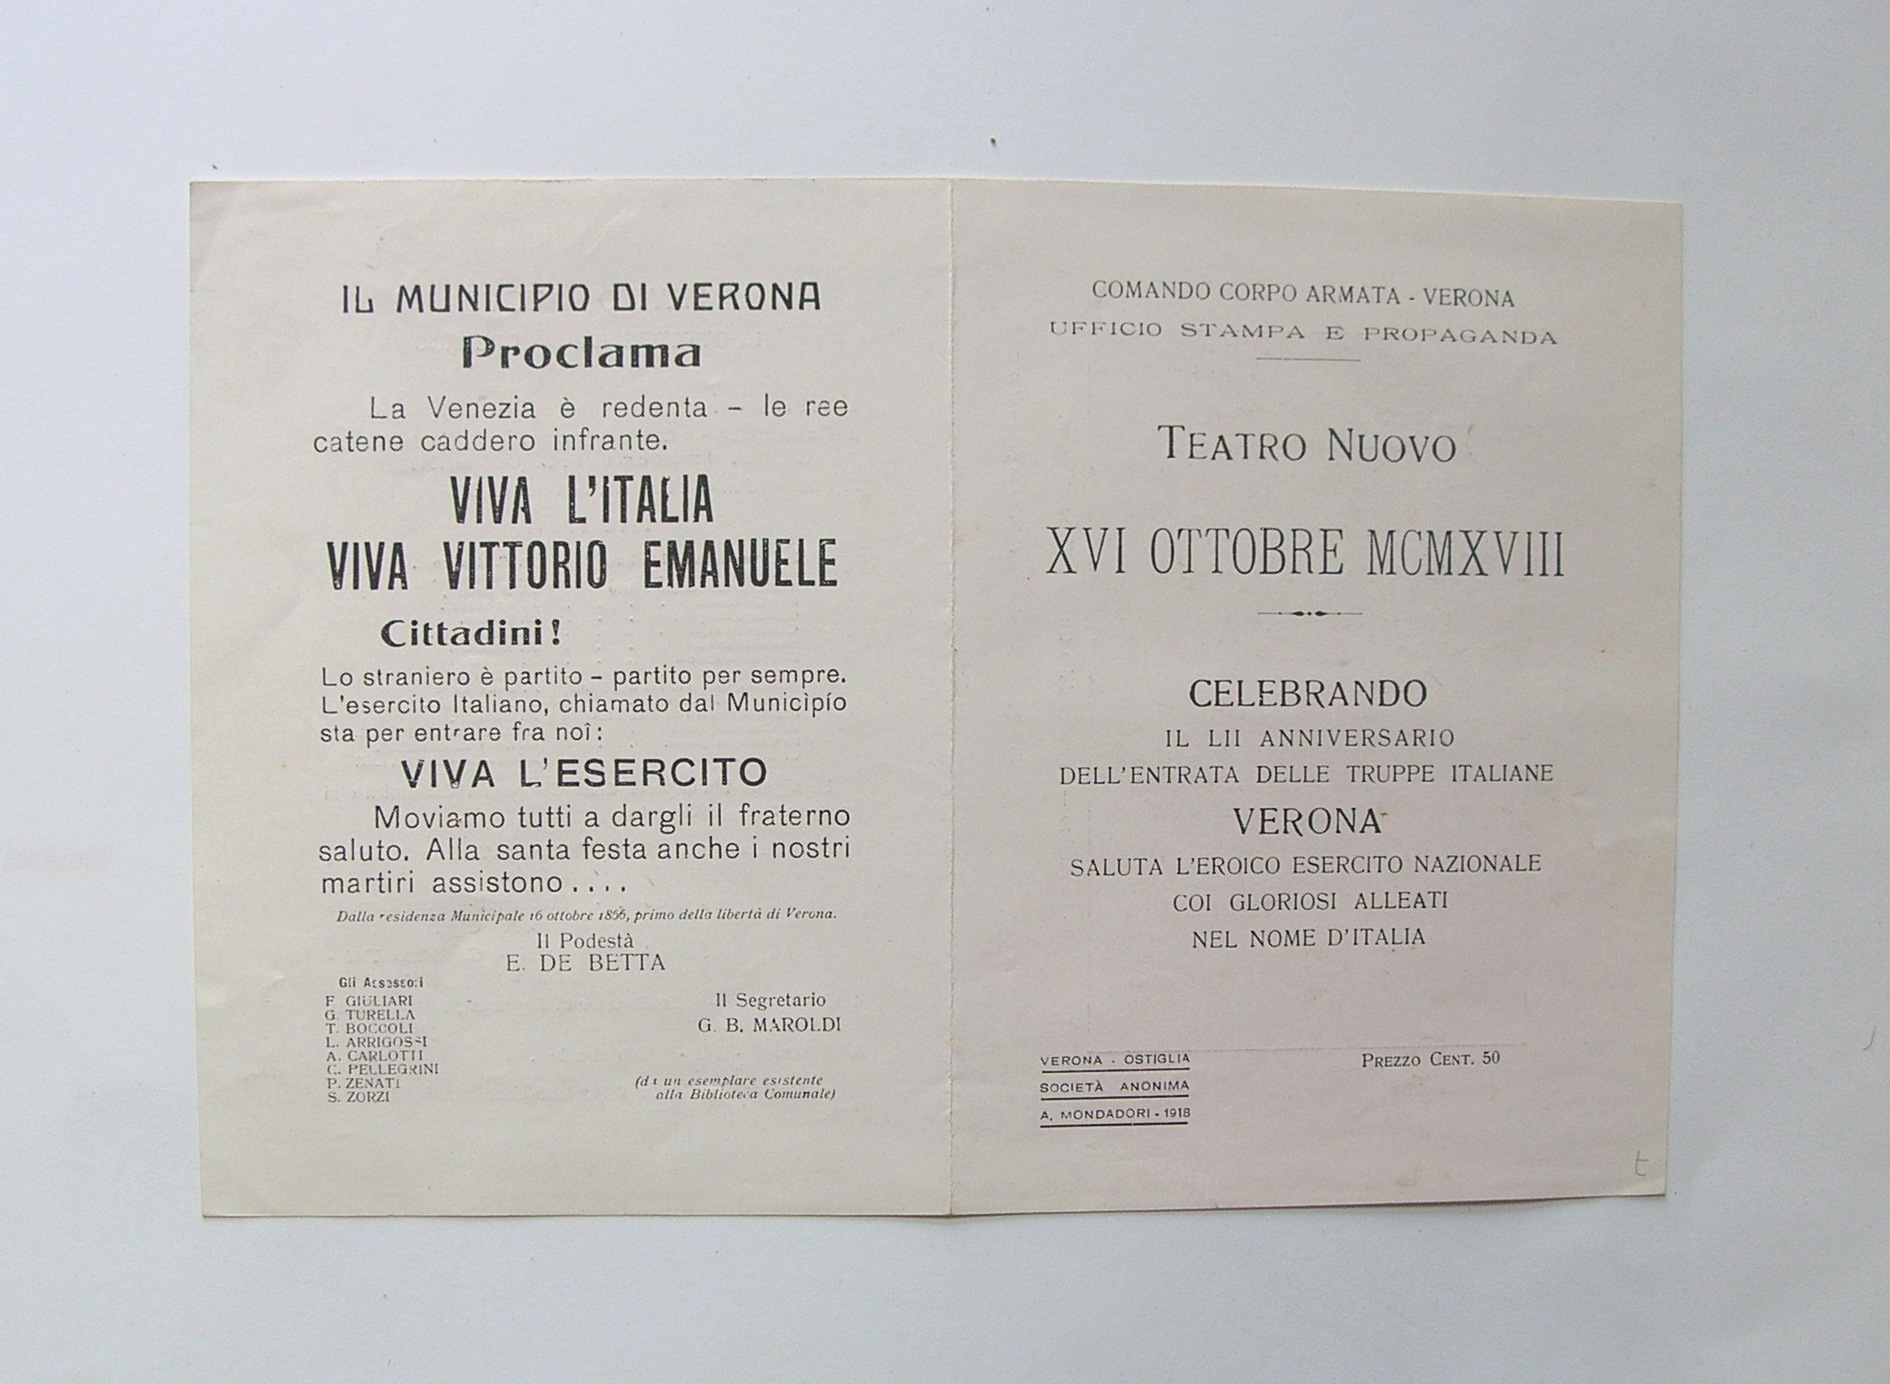 IL MUNICIPIO DI VERONA
Proclama
La Venezia è redenta - le ree
catene caddero infrante.
VIVA L'ITALIA
VIVA VITTORIO EMANUELE
Cittadini!
Lo straniero è partito - partito per sempre.
L'esercito Italiano, chiamato dal Municìpío
sta per entrare fra noî:
VIVA L'ESERCITO
Moviamo tutti a dargli il fraterno
saluto. Alla santa festa anche i nostri
martiri assistono....
Dalla residenza Municipale 16 ottobre 1866, primo della libertà di Verona.
Il Podestà
E. DE BETTA
Gli Assessori
F. GIULIARI
G. TURELLA
T. BOCCOLI
L. ARRIGOSSI
A. CARLOTTI
C. PELLEGRINI
P. ZENATI
S. ZORZI
Il Segretario
G. B. MAROLDI
(da un esemplare esistente
alla Biblioteca Comunale)
COMANDO CORPO ARMATA - VERONA
UFFICIO STAMPA E PROPAGANDA
TEATRO NUOVO
XVI OTTOBRE MCMXVIII
CELEBRANDO
IL LII ANNIVERSARIO
DELL'ENTRATA DELLE TRUPPE ITALIANE
VERONA
SALUTA L'EROICO ESERCITO NAZIONALE
COI GLORIOSI ALLEATI
NEL NOME D'ITALIA
VERONA - OSTIGLIA
SOCIETÀ ANONIMA
A. MONDADORI - 1918
PREZZO CENT. 50
t